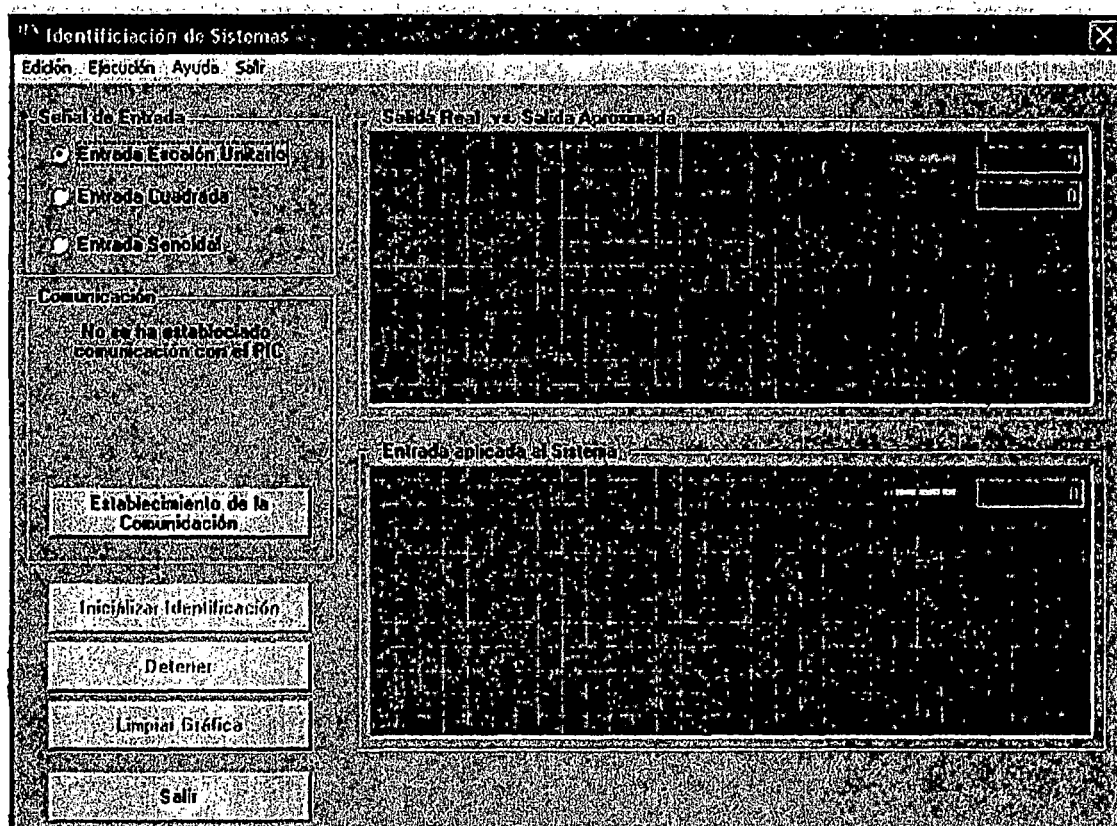 Identificiación de Sistemas
Edición Ejecución Ayuda Salir
Señal de Entrada
Entrada Escalón Unitario
Entrada Cuadrada
Entrada Senoidal
Comunicación
No se ha establociado
comunicación con el PIC
Establecimiento de la
Comunicación
Inicializar Identificación
Detener
Limpiar Gráfica
Salir
Salida Real vs. Salida Aproximada
0
0
Entrada aplicada al Sistema
0